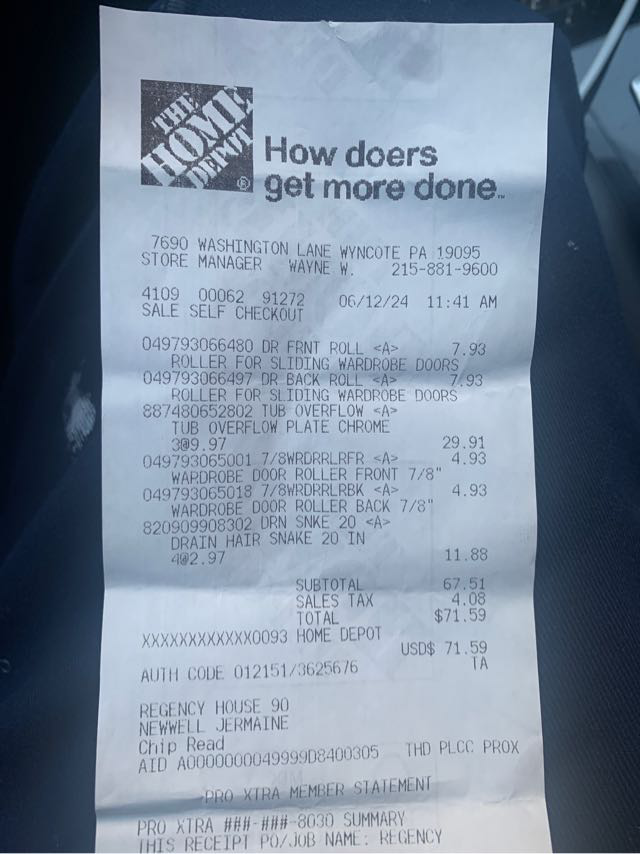 THE
HOME
DEPOT
®
How doers
get more done™
7690 WASHINGTON LANE WYNCOTE PA 19095
STORE MANAGER WAYNE W. 215-881-9600
4109 00062 91272 06/12/24 11:41 AM
SALE SELF CHECKOUT
049793066480 DR FRNT ROLL <A> 7.93
ROLLER FOR SLIDING WARDROBE DOORS
049793066497 DR BACK ROLL <A> 7.93
ROLLER FOR SLIDING WARDROBE DOORS
887480652802 TUB OVERFLOW <A>
TUB OVERFLOW PLATE CHROME
3@9.97 29.91
049793065001 7/8WRDRRLRFR <A> 4.93
WARDROBE DOOR ROLLER FRONT 7/8"
049793065018 7/8WRDRRLRBK <A> 4.93
WARDROBE DOOR ROLLER BACK 7/8"
820909908302 DRN SNKE 20 <A>
DRAIN HAIR SNAKE 20 IN
4@2.97 11.88
SUBTOTAL 67.51
SALES TAX 4.08
TOTAL $71.59
XXXXXXXXXXXX0093 HOME DEPOT
USD$ 71.59
AUTH CODE 012151/3625676 TA
REGENCY HOUSE 90
NEWWELL JERMAINE
Chip Read
AID A0000000049999D8400305 THD PLCC PROX
PRO XTRA MEMBER STATEMENT
PRO XTRA ###-###-8030 SUMMARY
THIS RECEIPT PO/JOB NAME: REGENCY